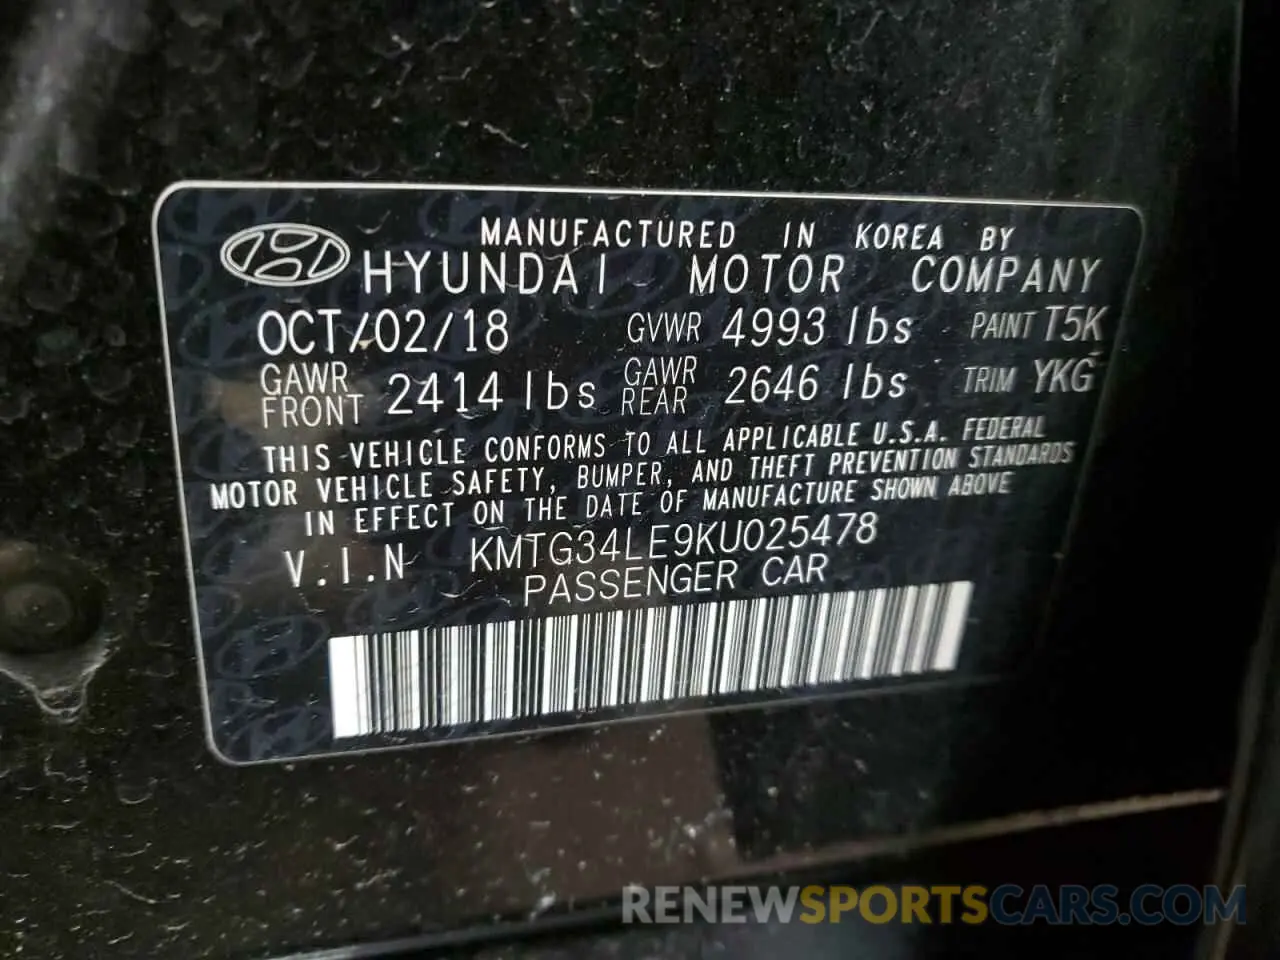 MANUFACTURED IN KOREA BY
HYUNDAI MOTOR COMPANY
OCT/02/18 GVWR 4993 lbs PAINT T5K
GAWR FRONT 2414 lbs GAWR REAR 2646 lbs TRIM YKG
THIS VEHICLE CONFORMS TO ALL APPLICABLE U.S.A. FEDERAL
MOTOR VEHICLE SAFETY, BUMPER, AND THEFT PREVENTION STANDARDS
IN EFFECT ON THE DATE OF MANUFACTURE SHOWN ABOVE
V.I.N KMTG34LE9KU025478
PASSENGER CAR
RENEWSPORTSCARS.COM